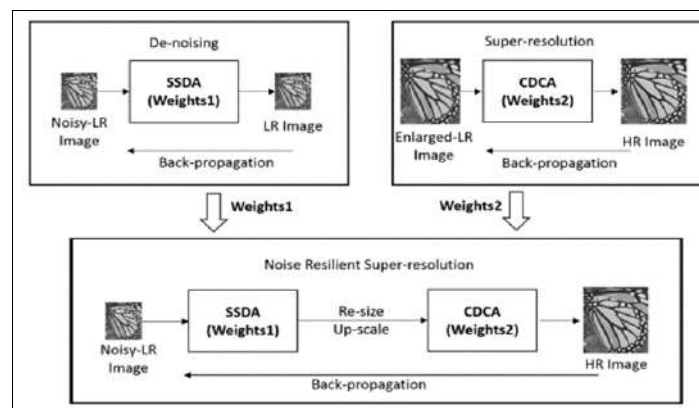 De-noising
SSDA
(Weights1)
Noisy-LR
Image
LR Image
Back-propagation
Super-resolution
CDCA
(Weights2)
Enlarged-LR
Image
HR Image
Back-propagation
Weights1
Weights2
Noise Resilient Super-resolution
SSDA
(Weights1)
Re-size
Up-scale
CDCA
(Weights2)
Noisy-LR
Image
HR Image
Back-propagation